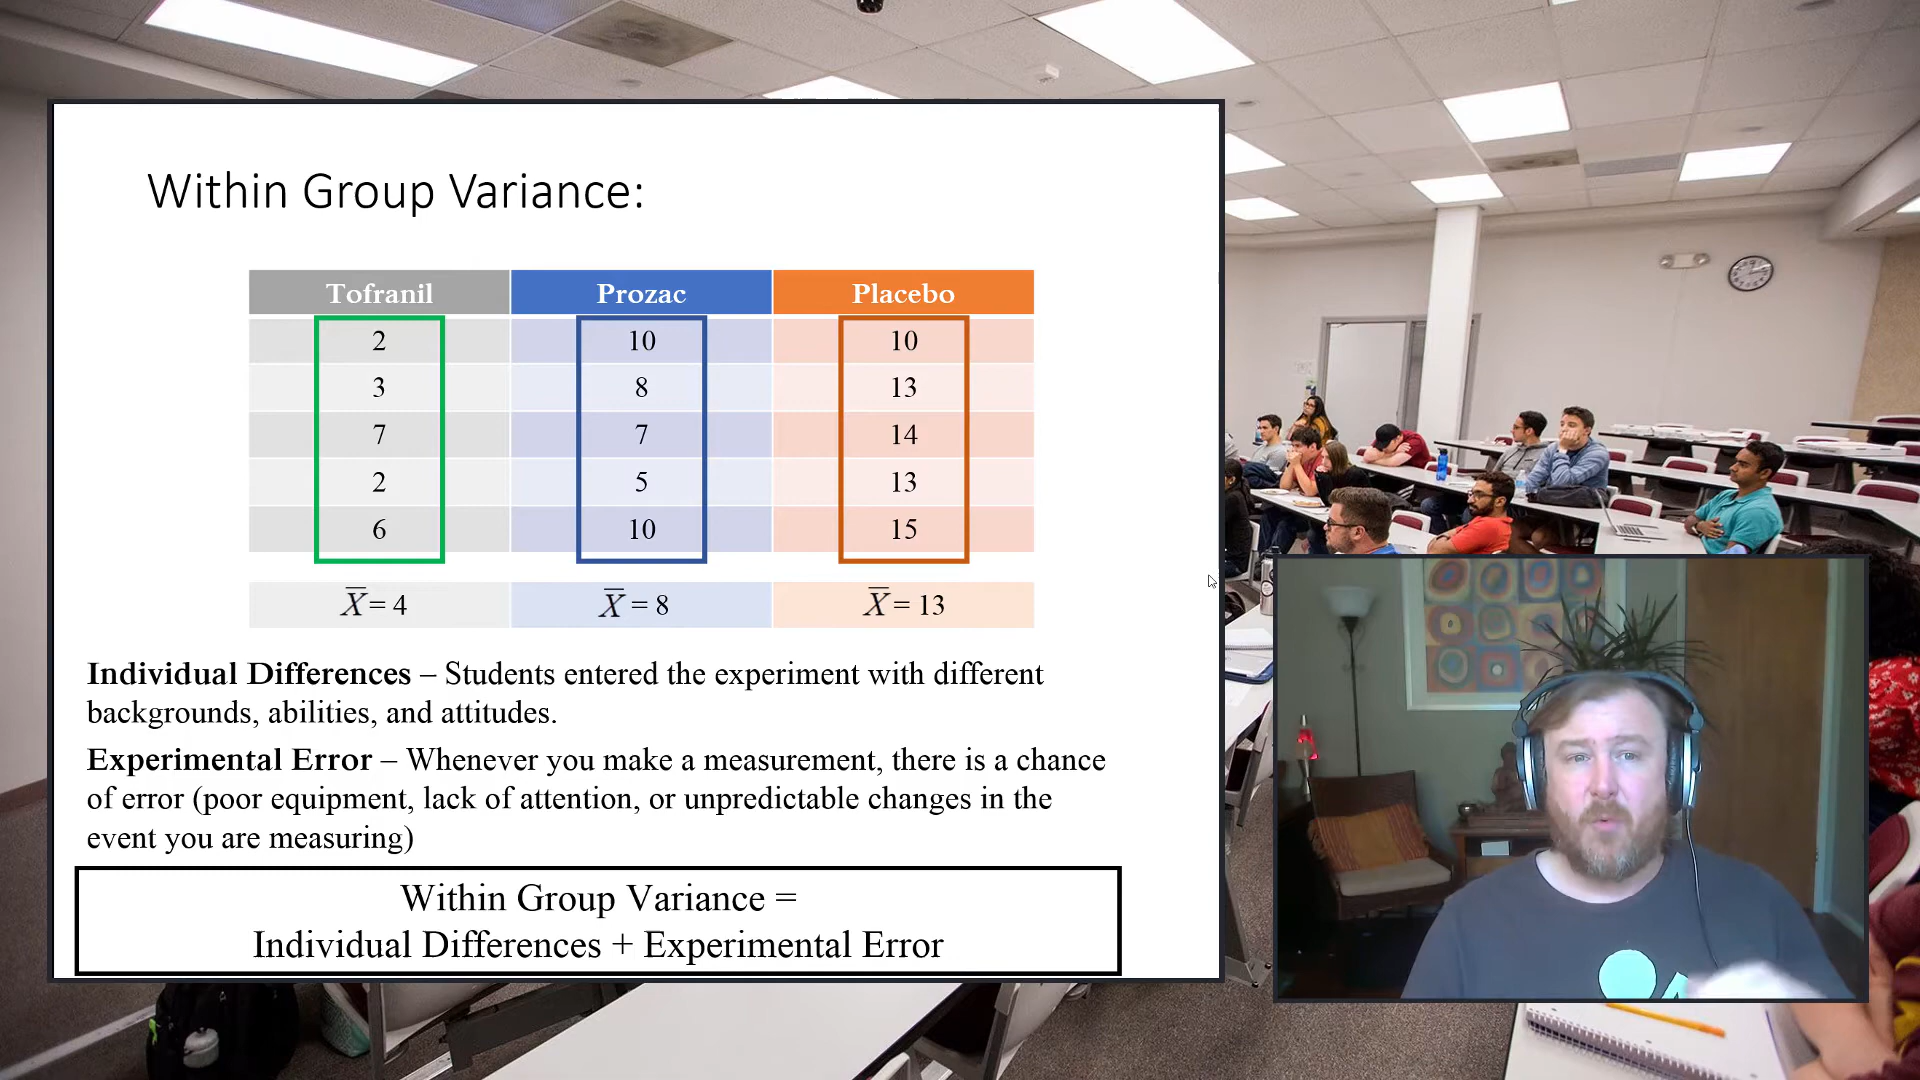 Within Group Variance:
Tofranil Prozac Placebo
2 10 10
3 8 13
7 7 14
2 5 13
6 10 15
X̅ = 4 X̅ = 8 X̅ = 13
Individual Differences – Students entered the experiment with different
backgrounds, abilities, and attitudes.
Experimental Error – Whenever you make a measurement, there is a chance
of error (poor equipment, lack of attention, or unpredictable changes in the
event you are measuring)
Within Group Variance =
Individual Differences + Experimental Error